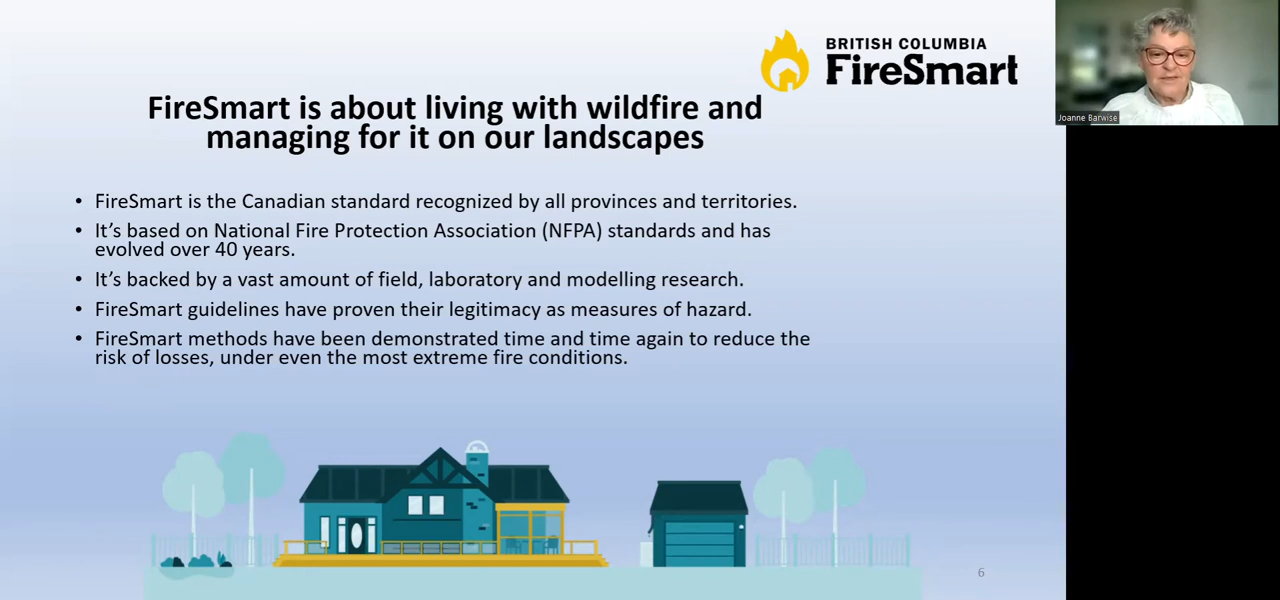 BRITISH COLUMBIA
FireSmart
FireSmart is about living with wildfire and
managing for it on our landscapes
• FireSmart is the Canadian standard recognized by all provinces and territories.
• It’s based on National Fire Protection Association (NFPA) standards and has
evolved over 40 years.
• It’s backed by a vast amount of field, laboratory and modelling research.
• FireSmart guidelines have proven their legitimacy as measures of hazard.
• FireSmart methods have been demonstrated time and time again to reduce the
risk of losses, under even the most extreme fire conditions.
6
Joanne Barwise